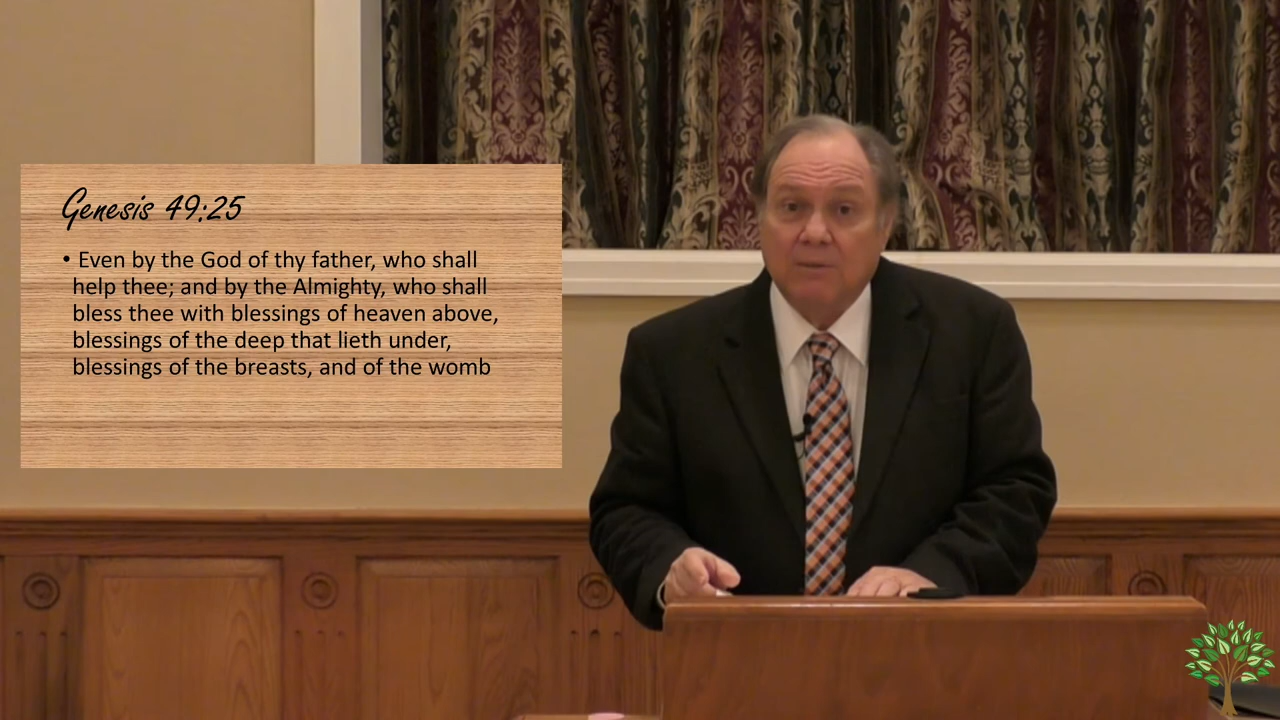 Genesis 49:25
• Even by the God of thy father, who shall
help thee; and by the Almighty, who shall
bless thee with blessings of heaven above,
blessings of the deep that lieth under,
blessings of the breasts, and of the womb